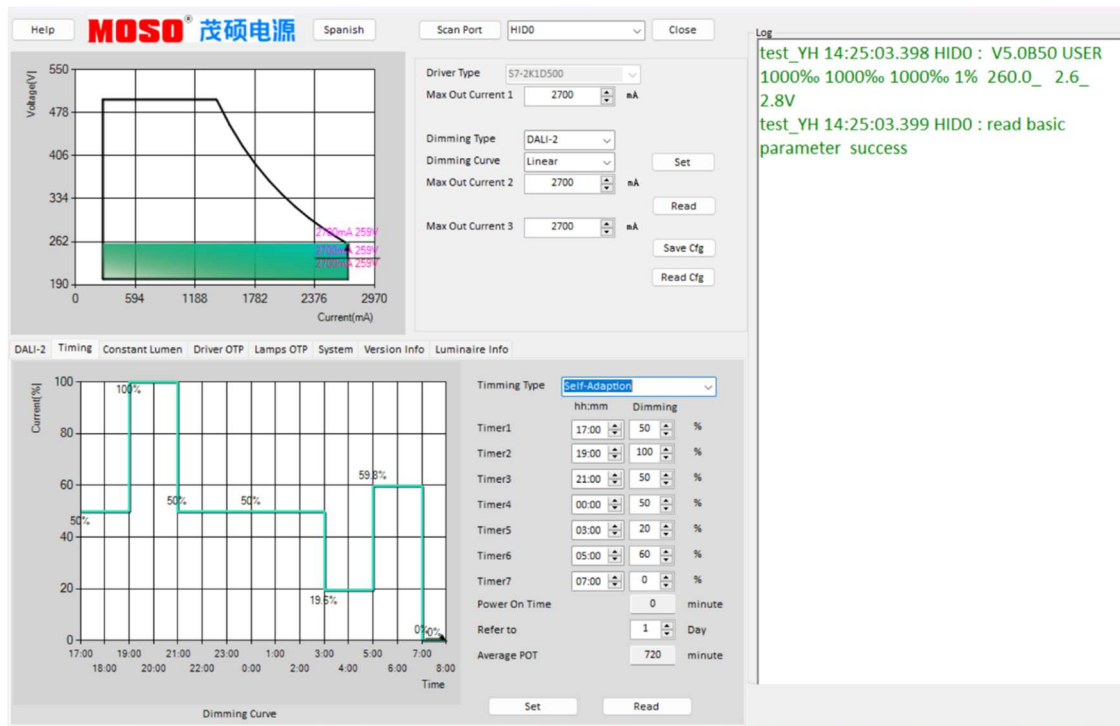 Help
MOSO® 茂硕电源
Spanish
Scan Port
HID0
Close
Log
test_YH 14:25:03.398 HID0 :  V5.0B50 USER
1000‰ 1000‰ 1000‰ 1%  260.0_   2.6_
2.8V
test_YH 14:25:03.399 HID0 : read basic
parameter  success
Voltage[V]
550
478
406
334
262
190
2700mA 259V
2700mA 259V
2700mA 259V
0 594 1188 1782 2376 2970
Current(mA)
Driver Type S7-2K1D500
Max Out Current 1 2700 mA
Dimming Type DALI-2
Dimming Curve Linear Set
Max Out Current 2 2700 mA
Read
Max Out Current 3 2700 mA
Save Cfg
Read Cfg
DALI-2 Timing Constant Lumen Driver OTP Lamps OTP System Version Info Luminaire Info
Current[%]
100
80
60
40
20
0
100%
59.8%
50% 50% 50%
19.6%
0% 0%
17:00 19:00 21:00 23:00 1:00 3:00 5:00 7:00
18:00 20:00 22:00 0:00 2:00 4:00 6:00 8:00
Time
Dimming Curve
Timming Type Self-Adaption
hh:mm Dimming
Timer1 17:00 50 %
Timer2 19:00 100 %
Timer3 21:00 50 %
Timer4 00:00 50 %
Timer5 03:00 20 %
Timer6 05:00 60 %
Timer7 07:00 0 %
Power On Time 0 minute
Refer to 1 Day
Average POT 720 minute
Set Read